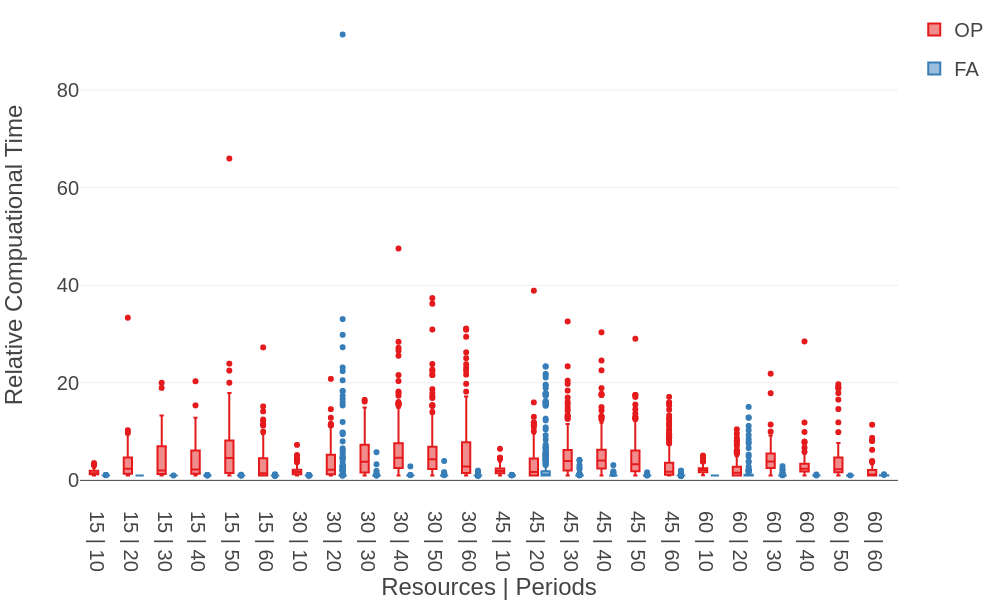 OP
FA
Relative Compuational Time
80
60
40
20
0
15 | 10
15 | 20
15 | 30
15 | 40
15 | 50
15 | 60
30 | 10
30 | 20
30 | 30
30 | 40
30 | 50
30 | 60
45 | 10
45 | 20
45 | 30
45 | 40
45 | 50
45 | 60
60 | 10
60 | 20
60 | 30
60 | 40
60 | 50
60 | 60
Resources | Periods